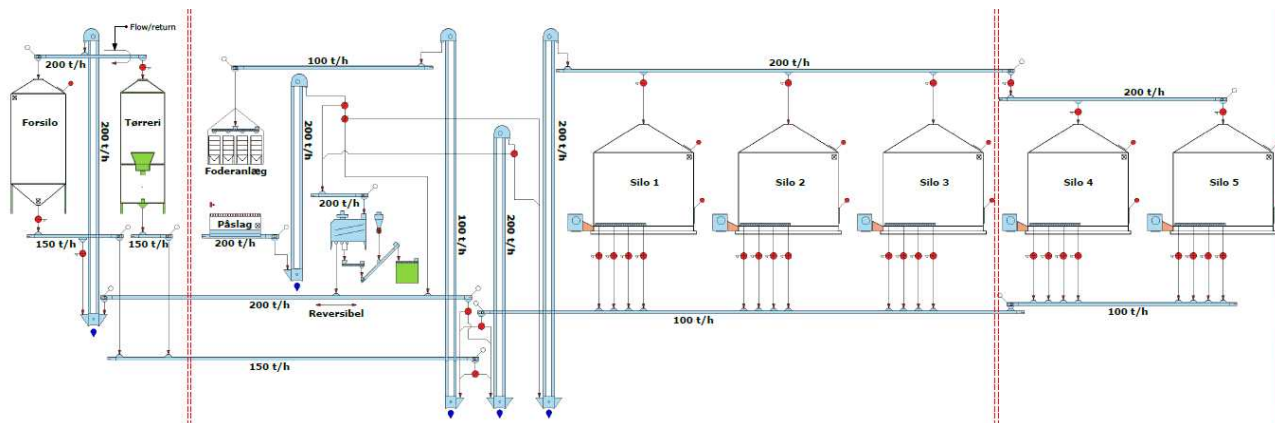 Flow/return
200 t/h
Forsilo
Tørreri
200 t/h
150 t/h
150 t/h
100 t/h
Foderanlæg
Påslag
200 t/h
200 t/h
200 t/h
200 t/h
Reversibel
150 t/h
100 t/h
200 t/h
200 t/h
200 t/h
Silo 1
Silo 2
Silo 3
100 t/h
200 t/h
Silo 4
Silo 5
100 t/h